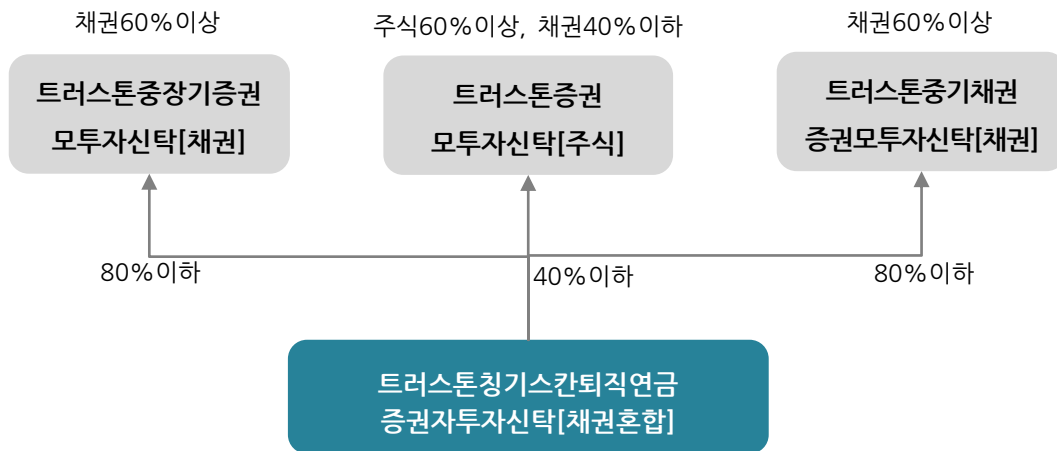 채권60%이상
주식60%이상, 채권40%이하
채권60%이상
트러스톤중장기증권
모투자신탁[채권]
트러스톤증권
모투자신탁[주식]
트러스톤중기채권
증권모투자신탁[채권]
80%이하
40%이하
80%이하
트러스톤칭기스칸퇴직연금
증권자투자신탁[채권혼합]